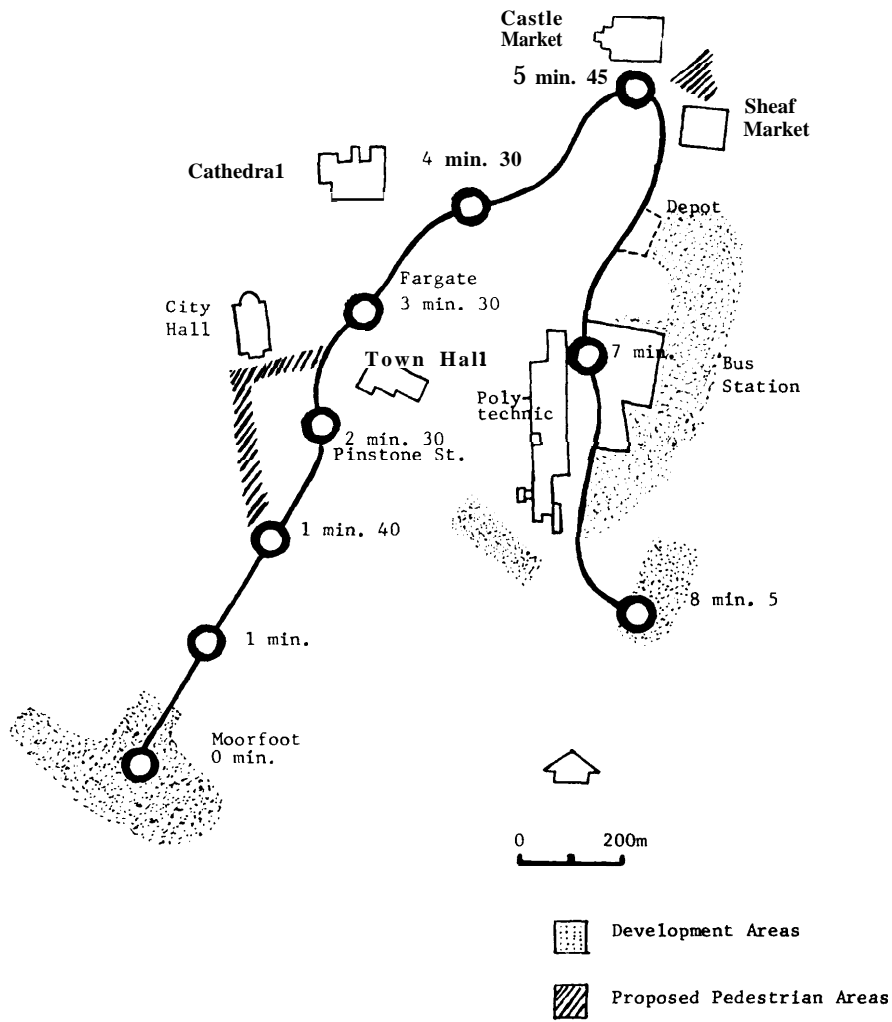 Castle
Market
5 min. 45
Sheaf
Market
Cathedra1
4 min. 30
Depot
Fargate
3 min. 30
City
Hall
Town Hall
7 min.
Bus
Station
Poly-
technic
2 min. 30
Pinstone St.
1 min. 40
8 min. 5
1 min.
Moorfoot
0 min.
0 200m
Development Areas
Proposed Pedestrian Areas